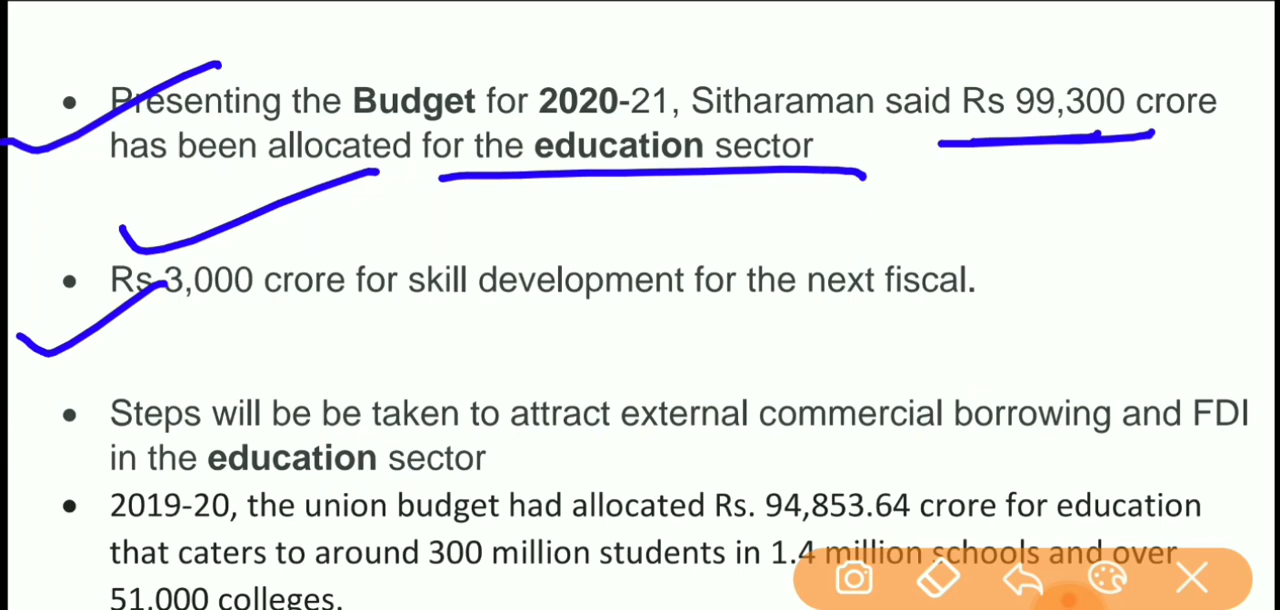 Presenting the Budget for 2020-21, Sitharaman said Rs 99,300 crore
has been allocated for the education sector
Rs 3,000 crore for skill development for the next fiscal.
Steps will be be taken to attract external commercial borrowing and FDI
in the education sector
2019-20, the union budget had allocated Rs. 94,853.64 crore for education
that caters to around 300 million students in 1.4 million schools and over
51,000 colleges.